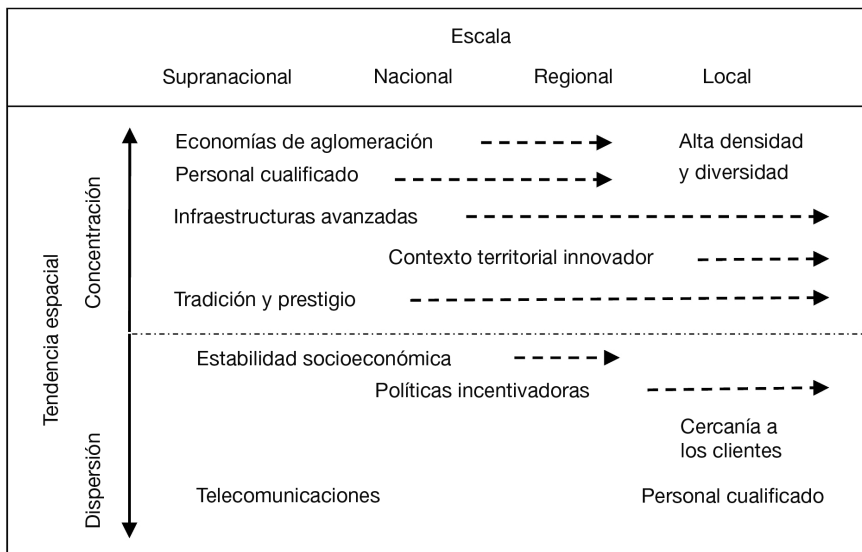 Escala
Supranacional Nacional Regional Local
Tendencia espacial
Concentración
Economías de aglomeración
Alta densidad
y diversidad
Personal cualificado
Infraestructuras avanzadas
Contexto territorial innovador
Tradición y prestigio
Dispersión
Estabilidad socioeconómica
Políticas incentivadoras
Cercanía a
los clientes
Telecomunicaciones Personal cualificado